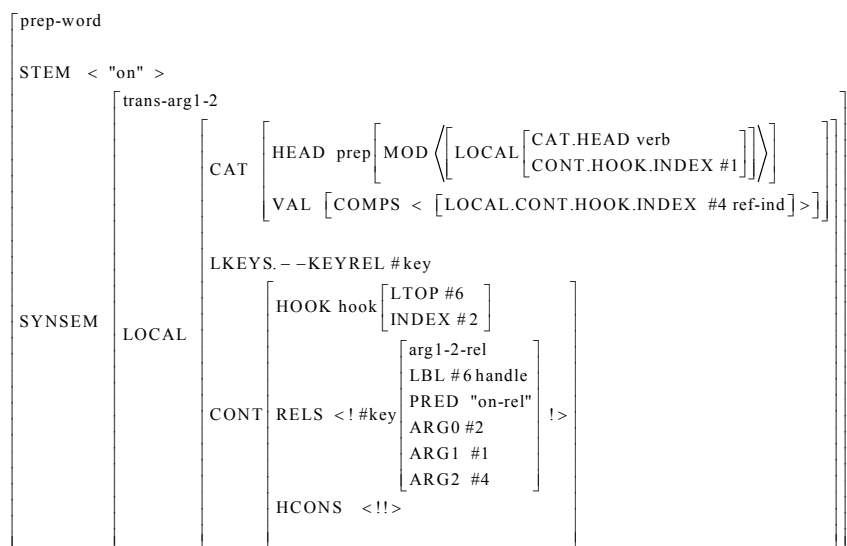 prep-word
STEM < "on" >
trans-arg1-2
HEAD prep MOD LOCAL CAT.HEAD verb
CONT.HOOK.INDEX #1
CAT
VAL [COMPS < [LOCAL.CONT.HOOK.INDEX #4 ref-ind] >]
LKEYS. – –KEYREL #key
HOOK hook LTOP #6
INDEX #2
SYNSEM LOCAL
arg1-2-rel
LBL #6 handle
PRED "on-rel"
CONT RELS <! #key ARG0 #2 !>
ARG1 #1
ARG2 #4
HCONS <!!>